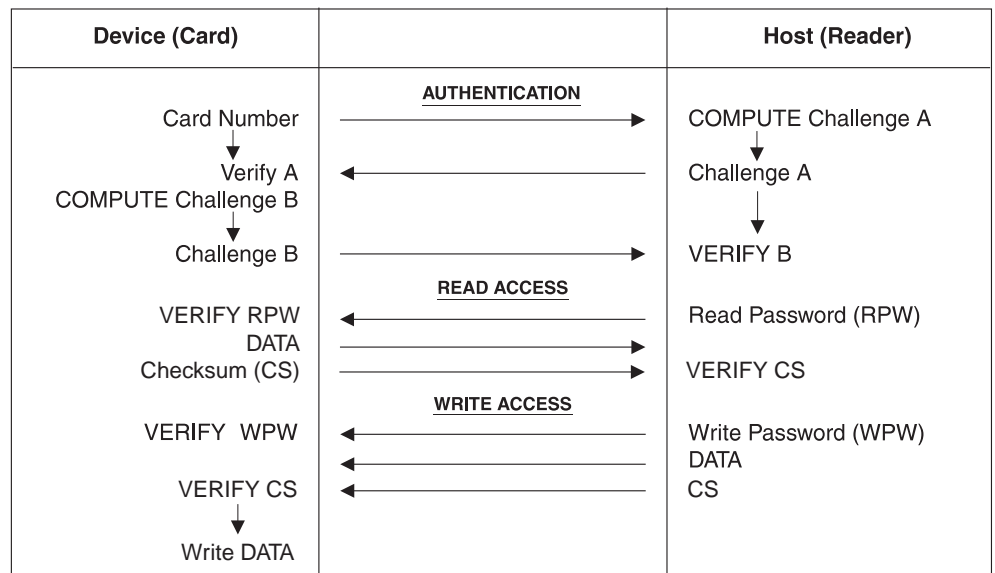 Device (Card) Host (Reader)
AUTHENTICATION
Card Number COMPUTE Challenge A
Verify A Challenge A
COMPUTE Challenge B
Challenge B VERIFY B
READ ACCESS
VERIFY RPW Read Password (RPW)
DATA
Checksum (CS) VERIFY CS
WRITE ACCESS
VERIFY WPW Write Password (WPW)
DATA
VERIFY CS CS
Write DATA